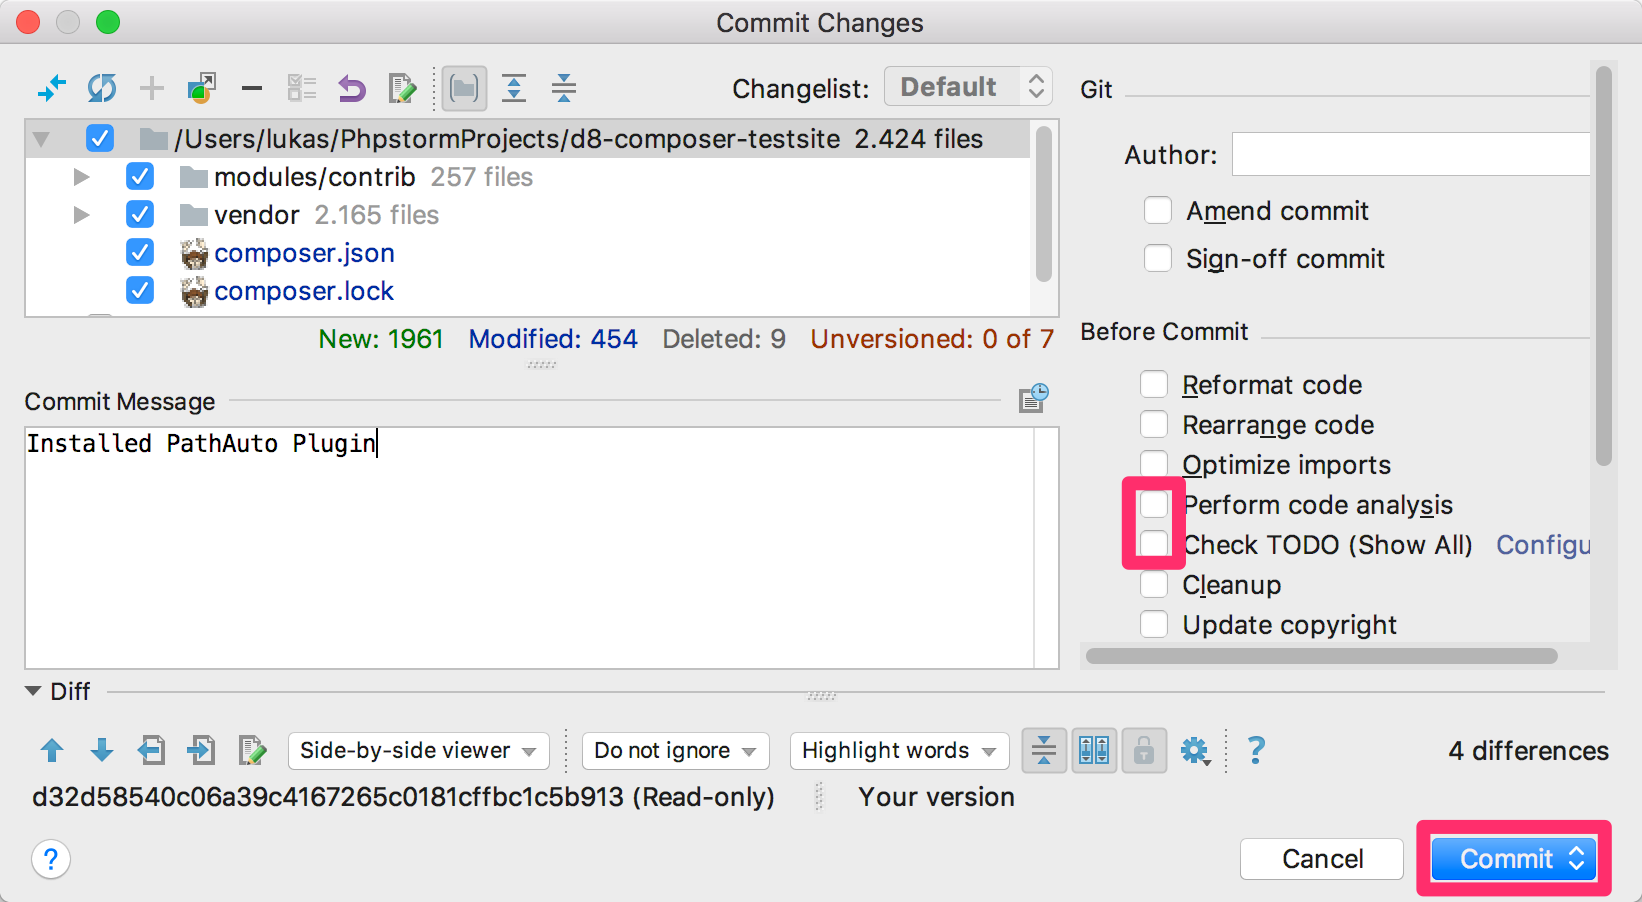 Commit Changes
Changelist: Default
/Users/lukas/PhpstormProjects/d8-composer-testsite 2.424 files
modules/contrib 257 files
vendor 2.165 files
composer.json
composer.lock
New: 1961 Modified: 454 Deleted: 9 Unversioned: 0 of 7
Commit Message
Installed PathAuto Plugin
Git
Author:
Amend commit
Sign-off commit
Before Commit
Reformat code
Rearrange code
Optimize imports
Perform code analysis
Check TODO (Show All) Configu
Cleanup
Update copyright
Diff
Side-by-side viewer Do not ignore Highlight words ? 4 differences
d32d58540c06a39c4167265c0181cffbc1c5b913 (Read-only) Your version
? Cancel Commit